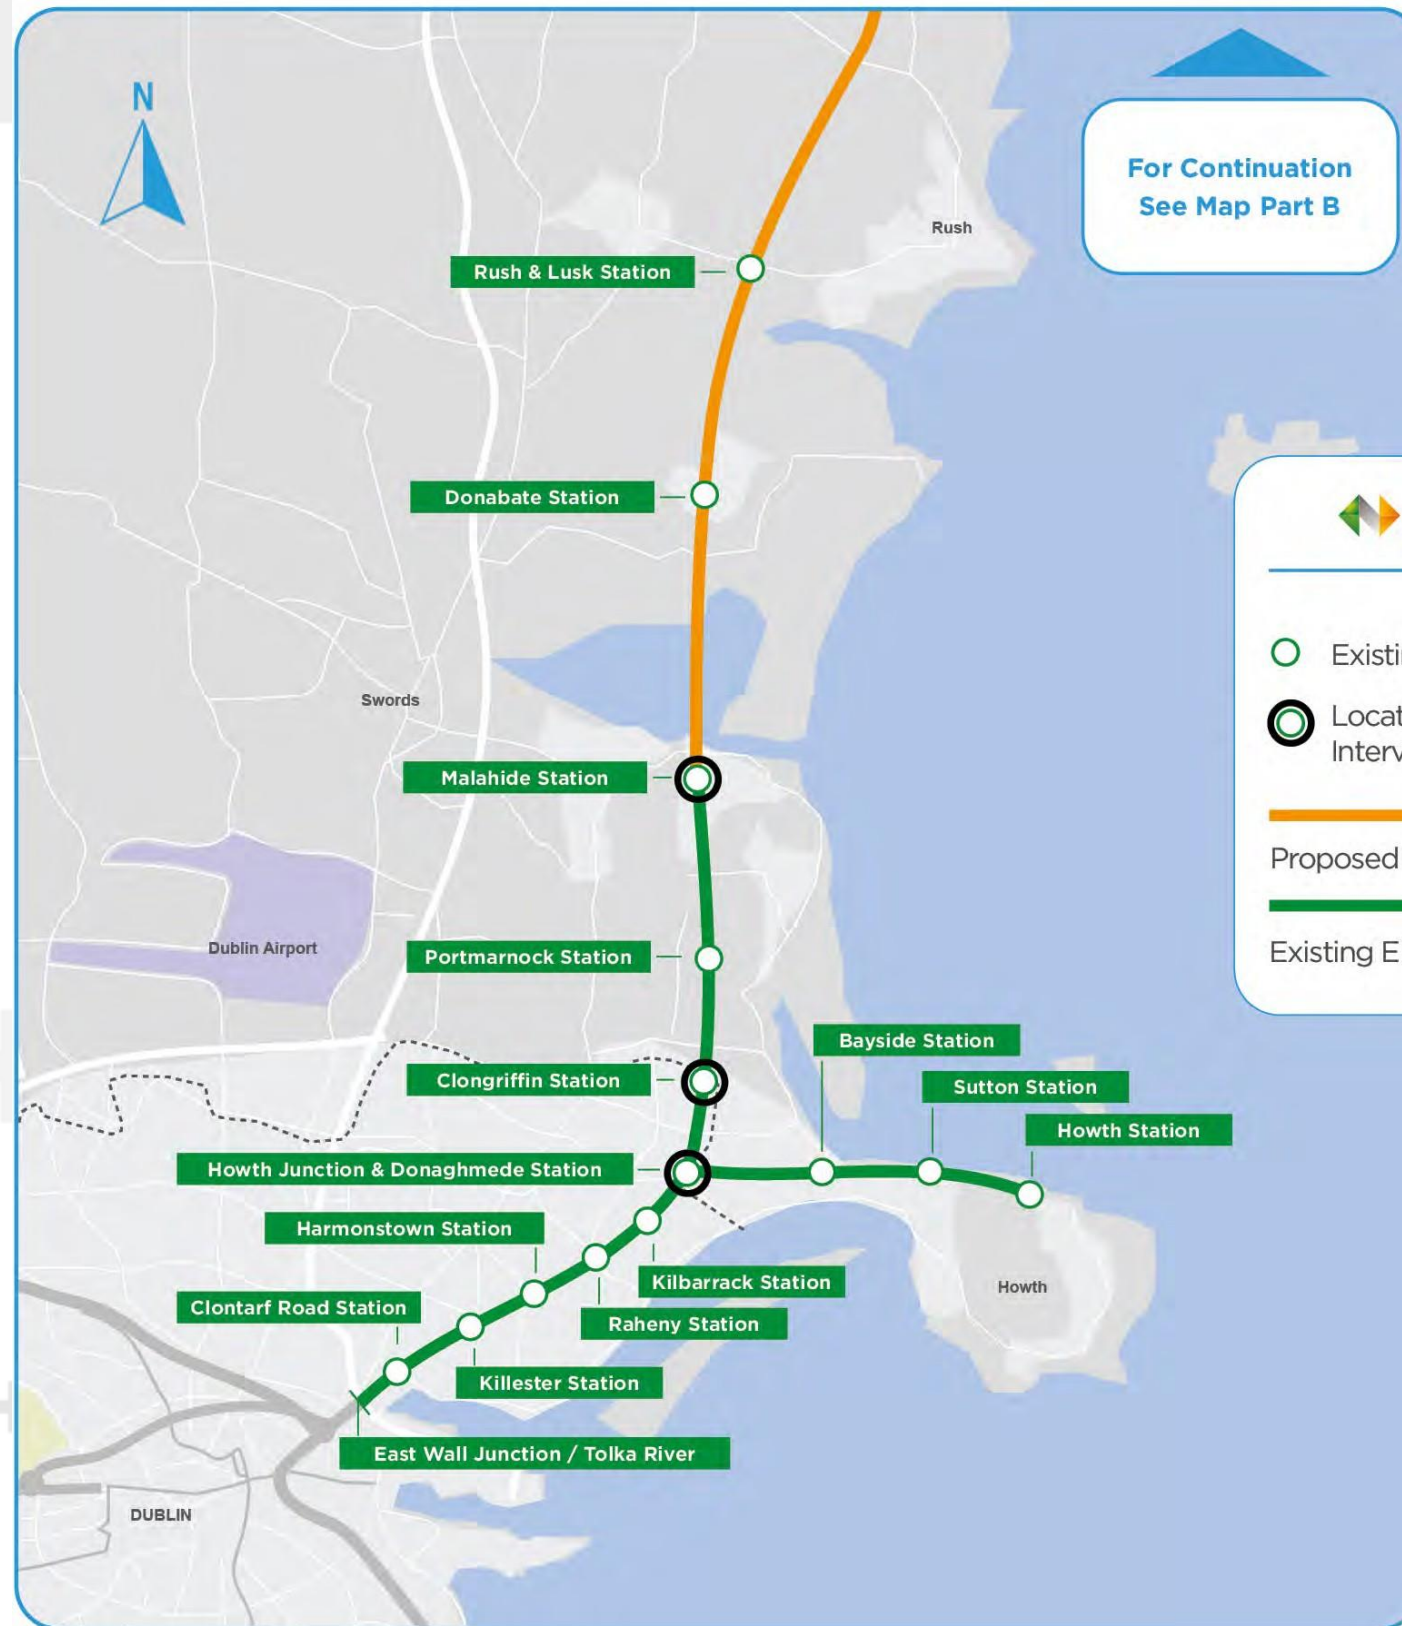 N
For Continuation
See Map Part B
Rush
Rush & Lusk Station
Donabate Station
Existin
Locat
Interv
Swords
Malahide Station
Proposed
Dublin Airport
Portmarnock Station
Existing E
Bayside Station
Clongriffin Station
Sutton Station
Howth Station
Howth Junction & Donaghmede Station
Harmonstown Station
Kilbarrack Station
Howth
Clontarf Road Station
Raheny Station
Killester Station
East Wall Junction / Tolka River
DUBLIN